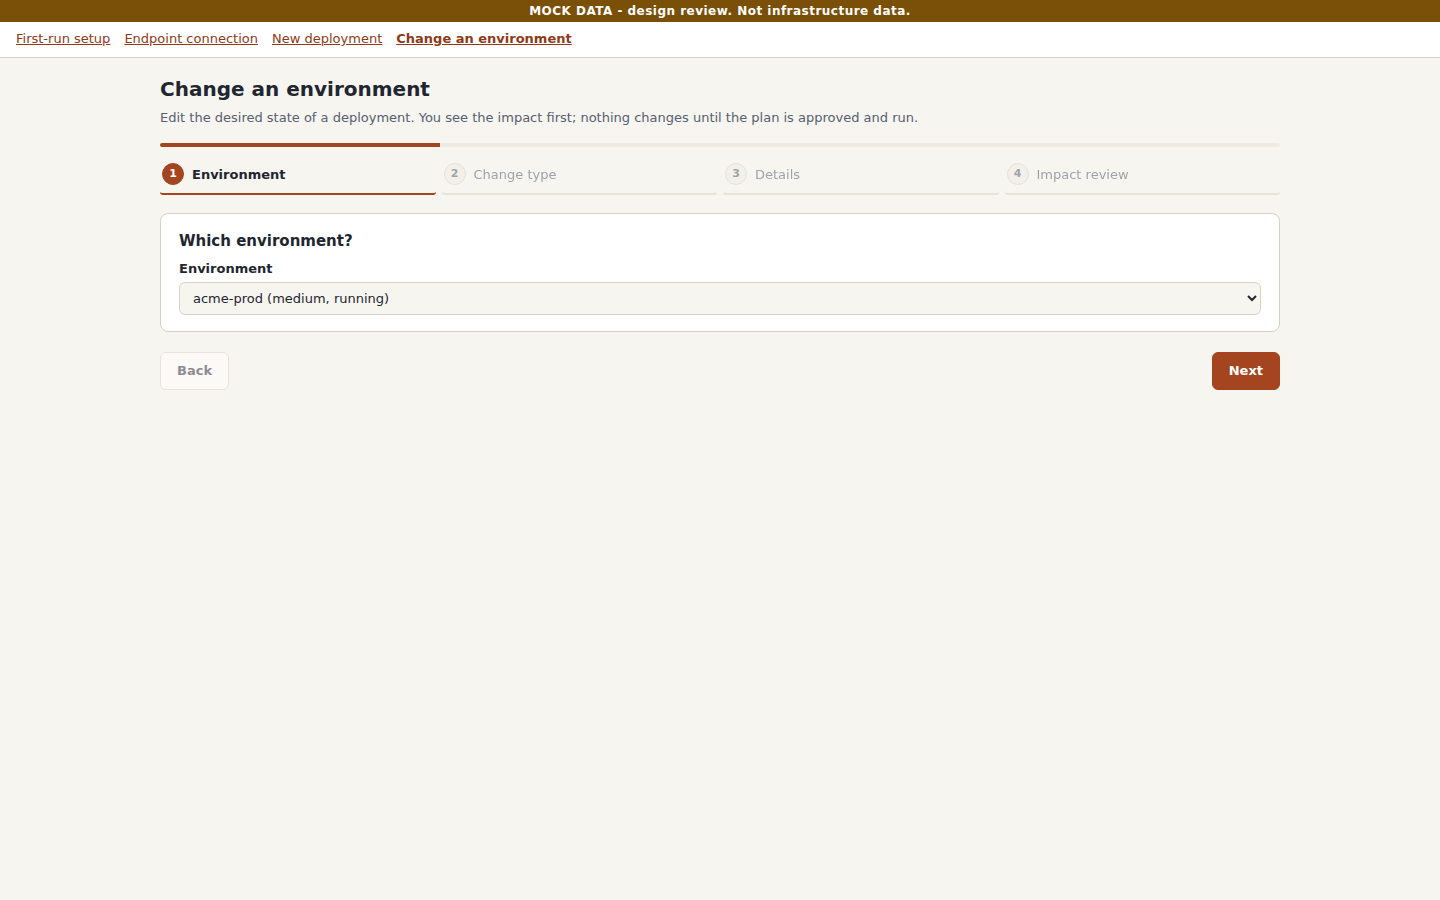 MOCK DATA - design review. Not infrastructure data.
First-run setup Endpoint connection New deployment Change an environment
Change an environment
Edit the desired state of a deployment. You see the impact first; nothing changes until the plan is approved and run.
1 Environment 2 Change type 3 Details 4 Impact review
Which environment?
Environment
acme-prod (medium, running)
Back Next